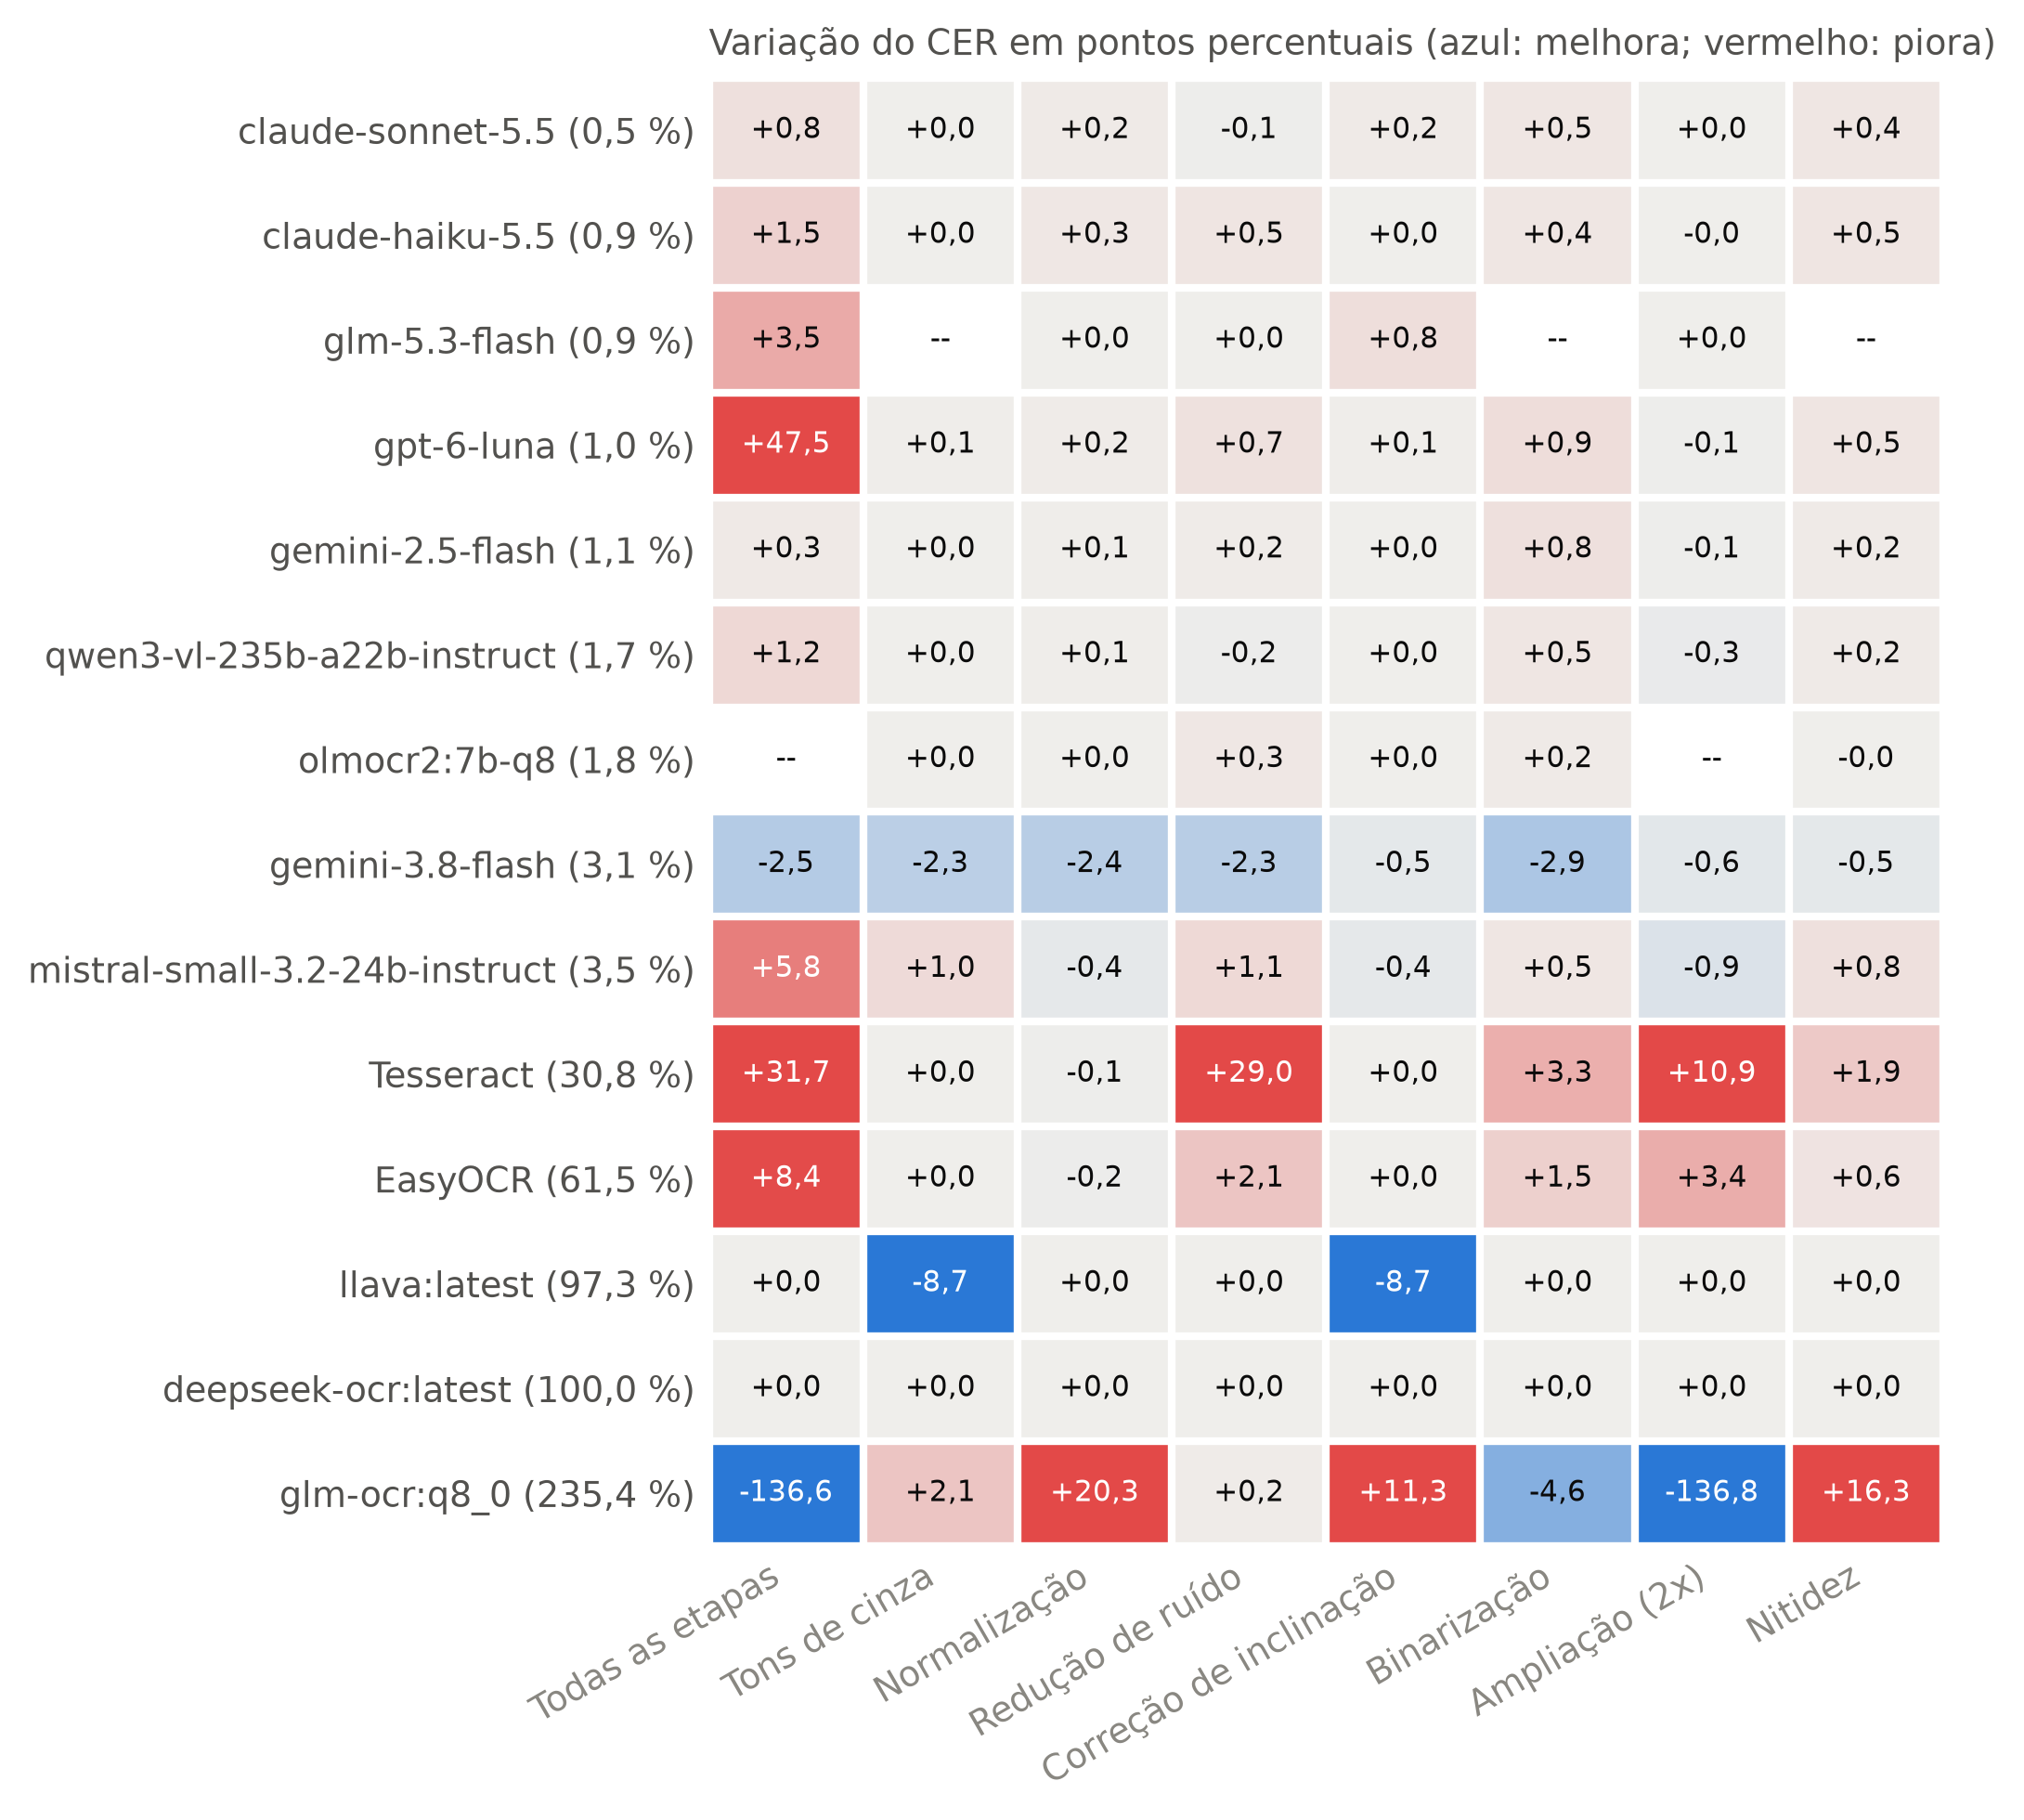 Variação do CER em pontos percentuais (azul: melhora; vermelho: piora)
claude-sonnet-5.5 (0,5 %) +0,8 +0,0 +0,2 -0,1 +0,2 +0,5 +0,0 +0,4
claude-haiku-5.5 (0,9 %) +1,5 +0,0 +0,3 +0,5 +0,0 +0,4 -0,0 +0,5
glm-5.3-flash (0,9 %) +3,5 -- +0,0 +0,0 +0,8 -- +0,0 --
gpt-6-luna (1,0 %) +47,5 +0,1 +0,2 +0,7 +0,1 +0,9 -0,1 +0,5
gemini-2.5-flash (1,1 %) +0,3 +0,0 +0,1 +0,2 +0,0 +0,8 -0,1 +0,2
qwen3-vl-235b-a22b-instruct (1,7 %) +1,2 +0,0 +0,1 -0,2 +0,0 +0,5 -0,3 +0,2
olmocr2:7b-q8 (1,8 %) -- +0,0 +0,0 +0,3 +0,0 +0,2 -- -0,0
gemini-3.8-flash (3,1 %) -2,5 -2,3 -2,4 -2,3 -0,5 -2,9 -0,6 -0,5
mistral-small-3.2-24b-instruct (3,5 %) +5,8 +1,0 -0,4 +1,1 -0,4 +0,5 -0,9 +0,8
Tesseract (30,8 %) +31,7 +0,0 -0,1 +29,0 +0,0 +3,3 +10,9 +1,9
EasyOCR (61,5 %) +8,4 +0,0 -0,2 +2,1 +0,0 +1,5 +3,4 +0,6
llava:latest (97,3 %) +0,0 -8,7 +0,0 +0,0 -8,7 +0,0 +0,0 +0,0
deepseek-ocr:latest (100,0 %) +0,0 +0,0 +0,0 +0,0 +0,0 +0,0 +0,0 +0,0
glm-ocr:q8_0 (235,4 %) -136,6 +2,1 +20,3 +0,2 +11,3 -4,6 -136,8 +16,3
Todas as etapas
Tons de cinza
Normalização
Redução de ruído
Correção de inclinação
Binarização
Ampliação (2x)
Nitidez